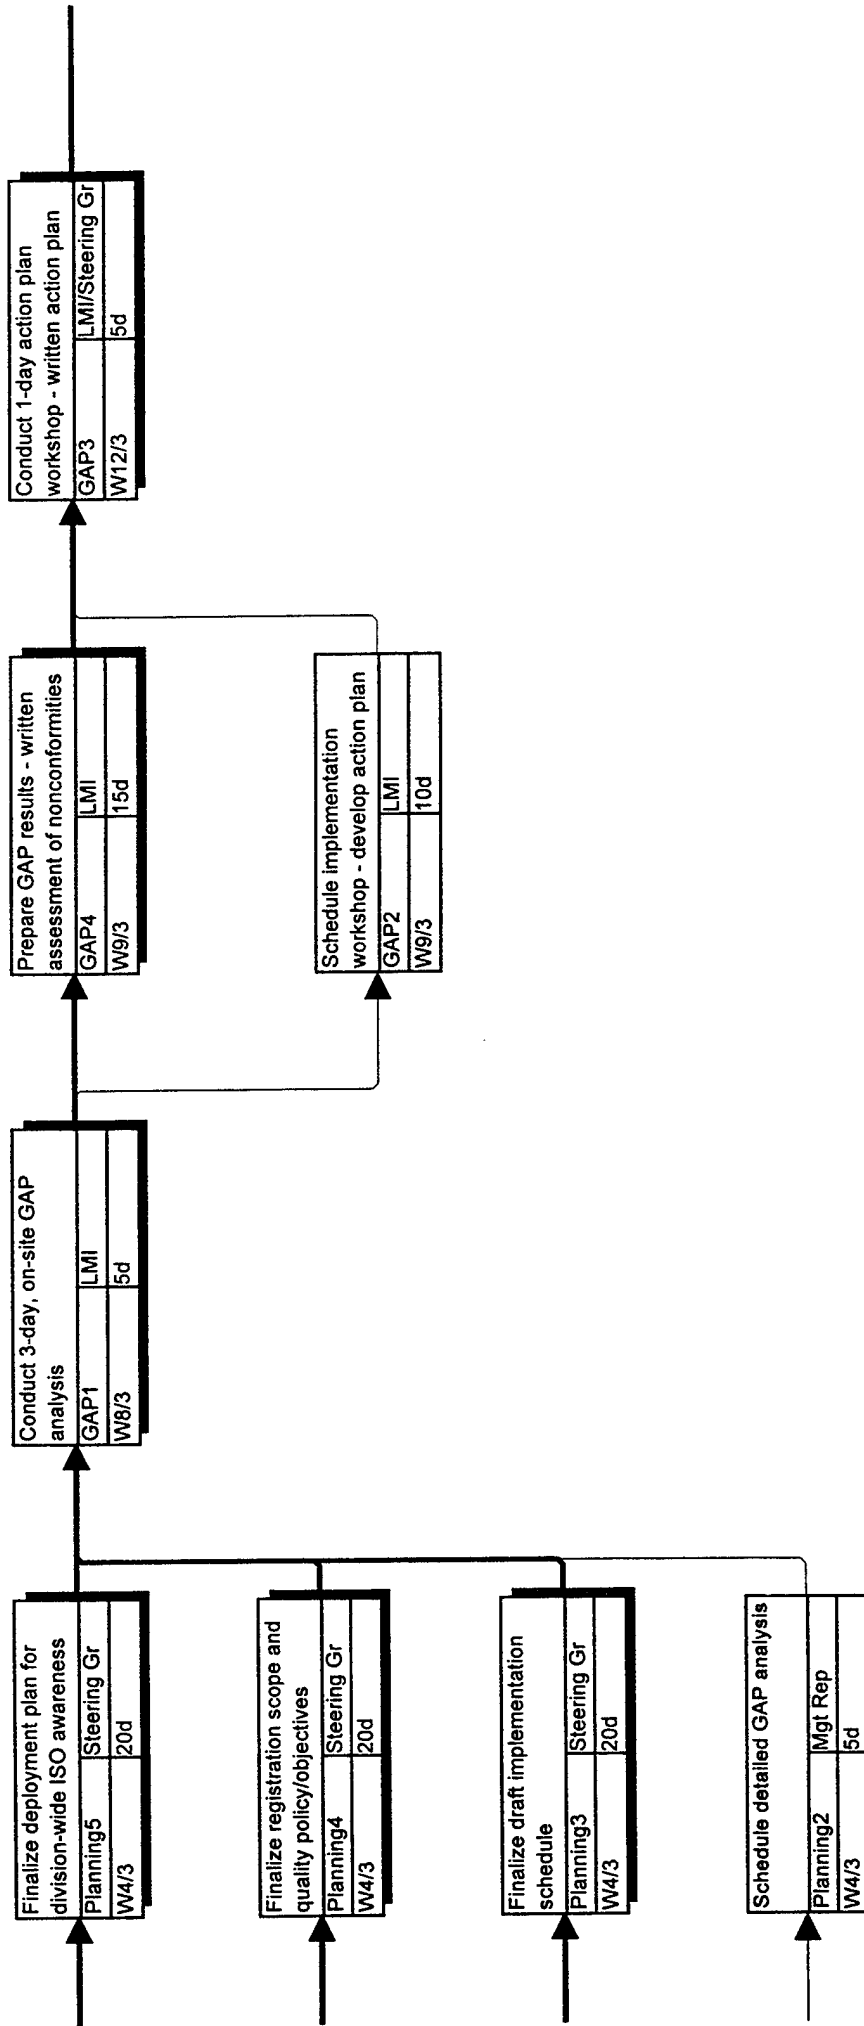 Finalize deployment plan for
division-wide ISO awareness
Planning5 Steering Gr
W4/3 20d
Finalize registration scope and
quality policy/objectives
Planning4 Steering Gr
W4/3 20d
Finalize draft implementation
schedule
Planning3 Steering Gr
W4/3 20d
Schedule detailed GAP analysis
Planning2 Mgt Rep
W4/3 5d
Conduct 3-day, on-site GAP
analysis
GAP1 LMI
W8/3 5d
Prepare GAP results - written
assessment of nonconformities
GAP4 LMI
W9/3 15d
Schedule implementation
workshop - develop action plan
GAP2 LMI
W9/3 10d
Conduct 1-day action plan
workshop - written action plan
GAP3 LMI/Steering Gr
W12/3 5d